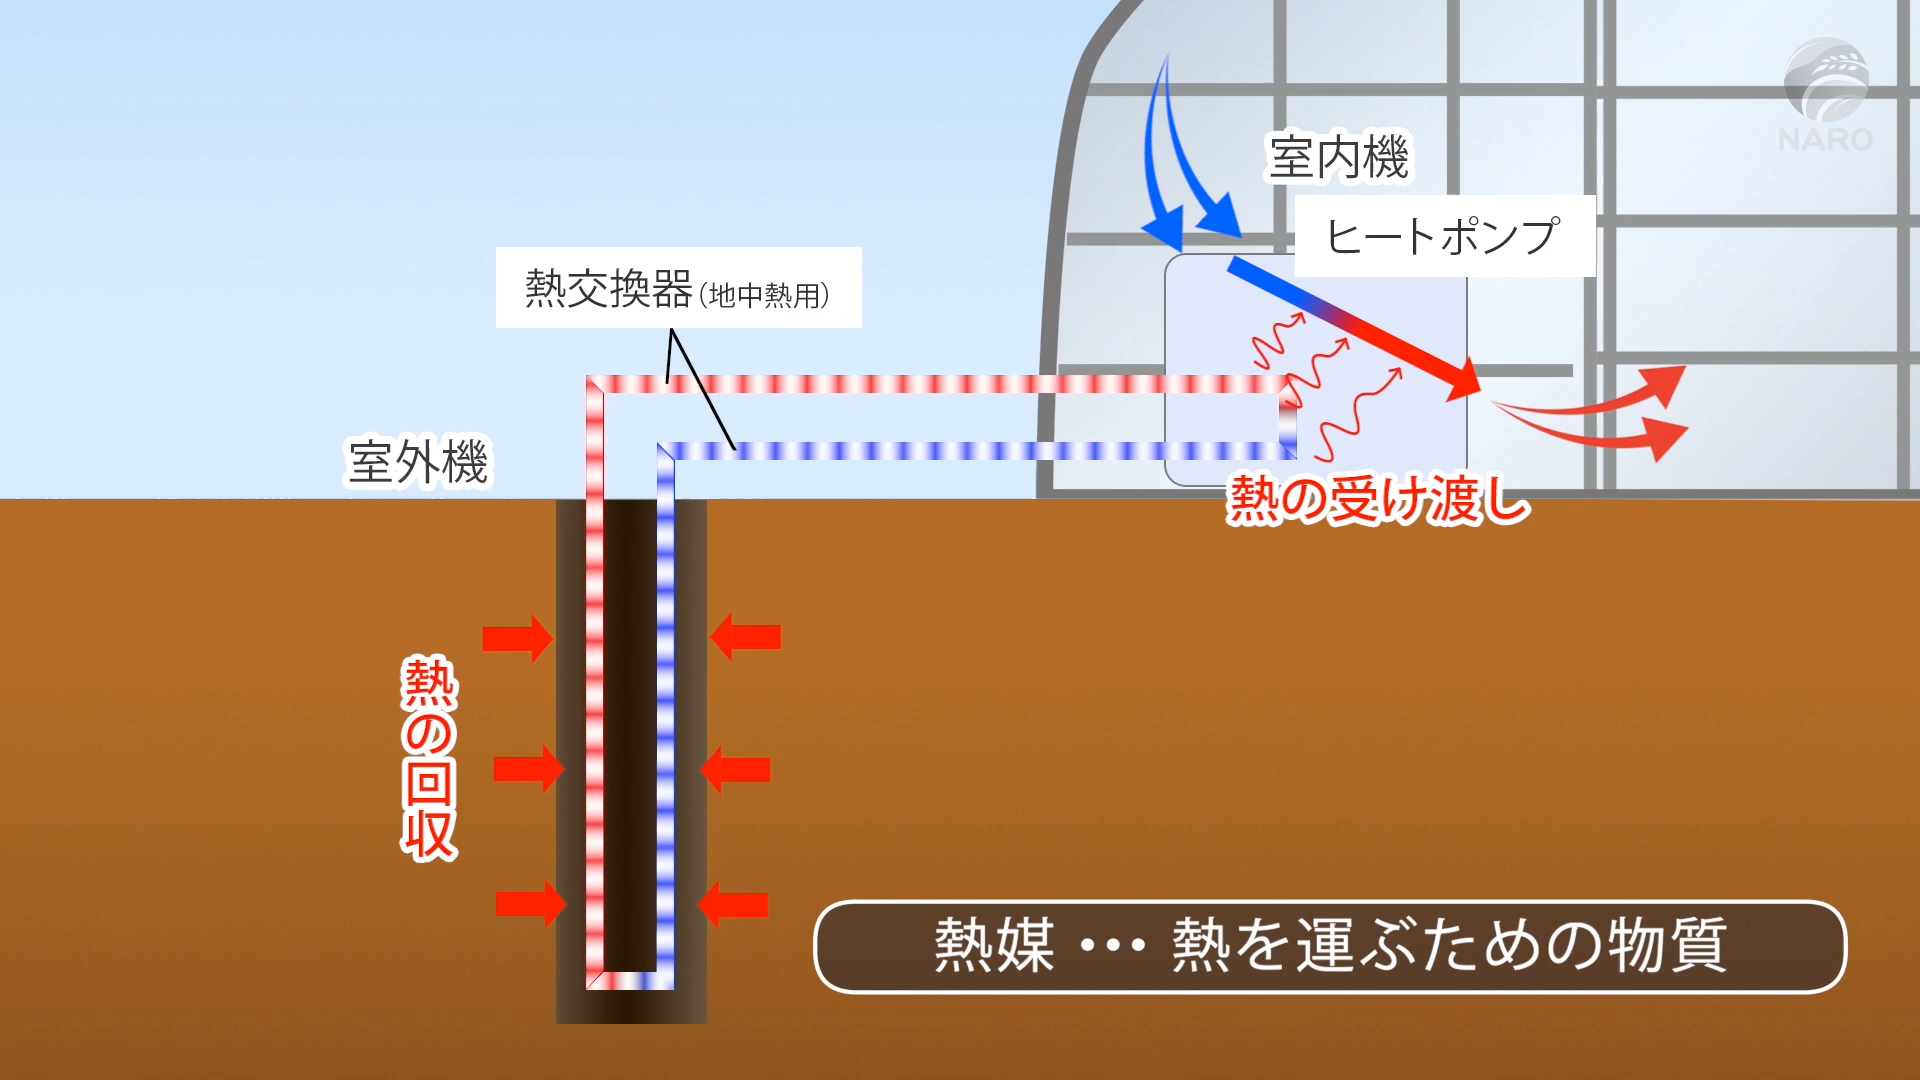 NARO
室内機
ヒートポンプ
熱交換器(地中熱用)
室外機
熱の受け渡し
熱の回収
熱媒 ・・・ 熱を運ぶための物質